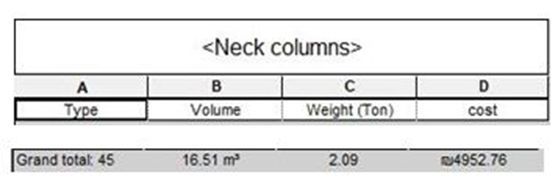 <Neck columns>
A B C D
Type Volume Weight (Ton) cost
Grand total: 45 16.51 m³ 2.09 ₪4952.76